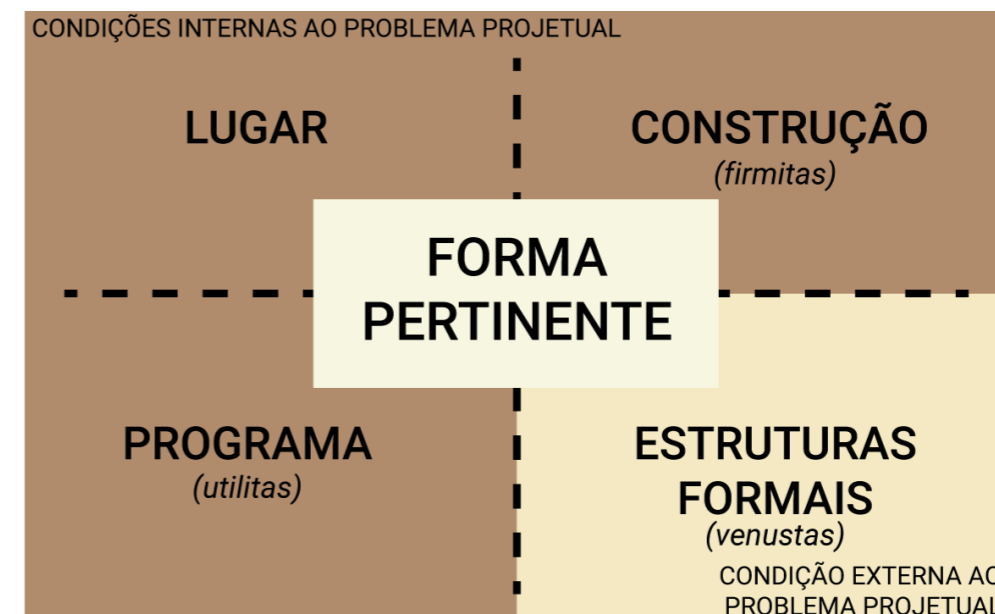 CONDIÇÕES INTERNAS AO PROBLEMA PROJETUAL
LUGAR
CONSTRUÇÃO
(firmitas)
FORMA
PERTINENTE
PROGRAMA
(utilitas)
ESTRUTURAS
FORMAIS
(venustas)
CONDIÇÃO EXTERNA AO
PROBLEMA PROJETUAL